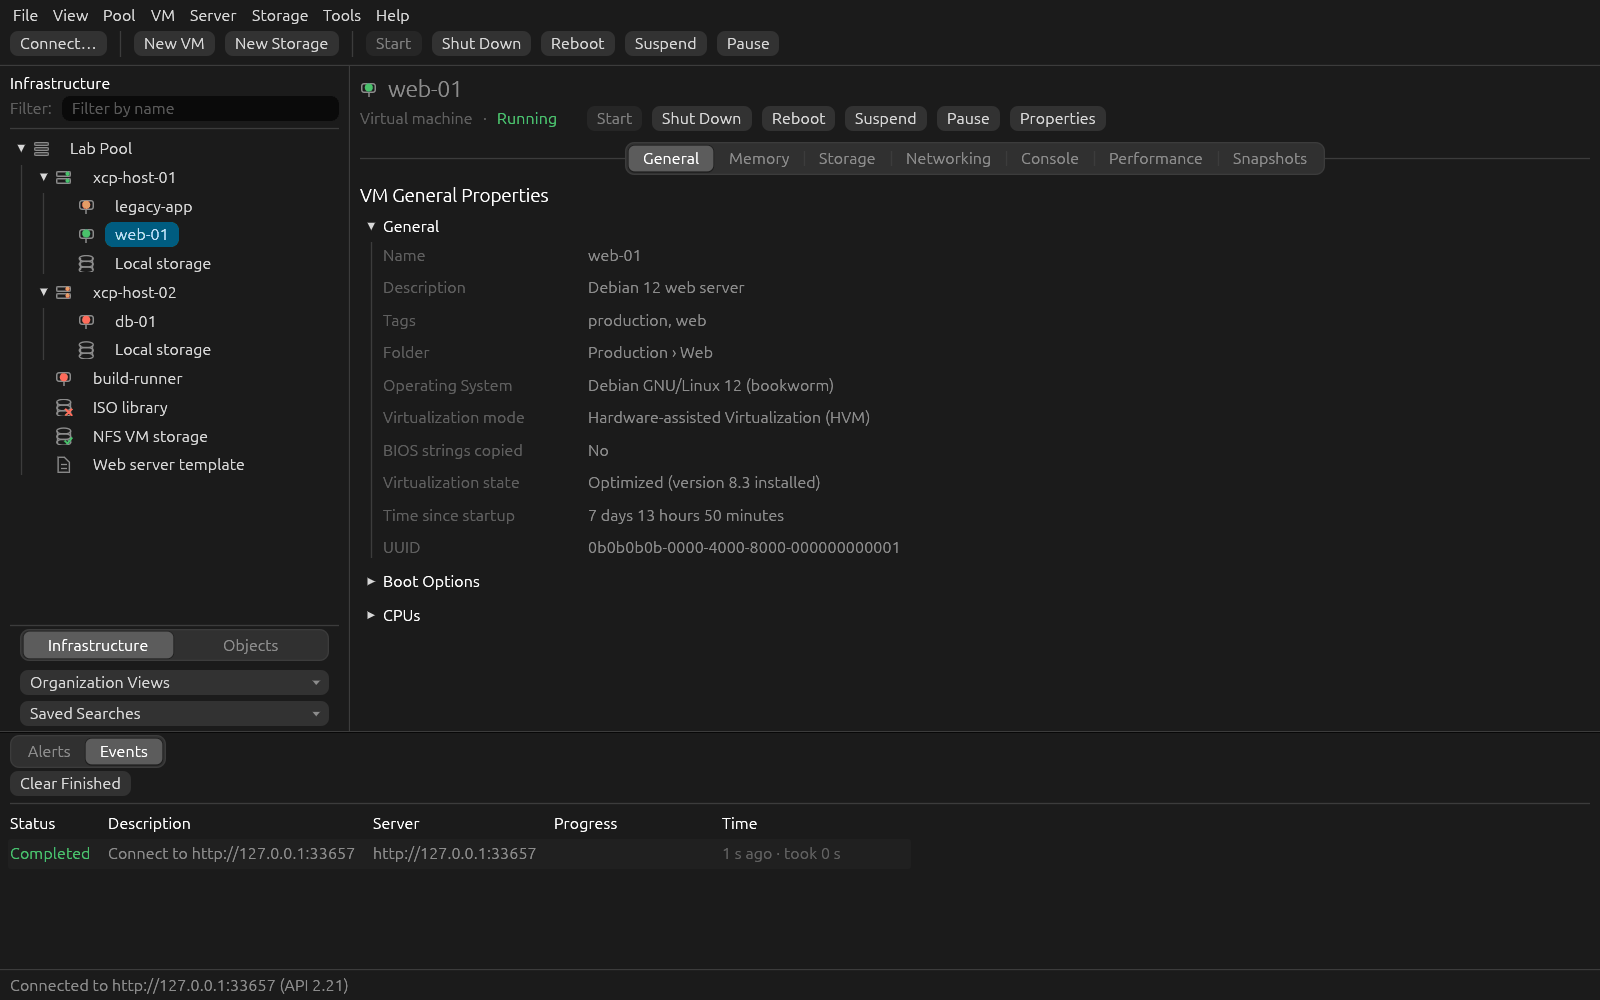 File View Pool VM Server Storage Tools Help
Connect... New VM New Storage Start Shut Down Reboot Suspend Pause
Infrastructure
Filter: Filter by name
Lab Pool
xcp-host-01
legacy-app
web-01
Local storage
xcp-host-02
db-01
Local storage
build-runner
ISO library
NFS VM storage
Web server template
Infrastructure Objects
Organization Views
Saved Searches
web-01
Virtual machine · Running Start Shut Down Reboot Suspend Pause Properties
General Memory Storage Networking Console Performance Snapshots
VM General Properties
General
Name web-01
Description Debian 12 web server
Tags production, web
Folder Production › Web
Operating System Debian GNU/Linux 12 (bookworm)
Virtualization mode Hardware-assisted Virtualization (HVM)
BIOS strings copied No
Virtualization state Optimized (version 8.3 installed)
Time since startup 7 days 13 hours 50 minutes
UUID 0b0b0b0b-0000-4000-8000-000000000001
Boot Options
CPUs
Alerts Events
Clear Finished
Status Description Server Progress Time
Completed Connect to http://127.0.0.1:33657 http://127.0.0.1:33657 1 s ago · took 0 s
Connected to http://127.0.0.1:33657 (API 2.21)